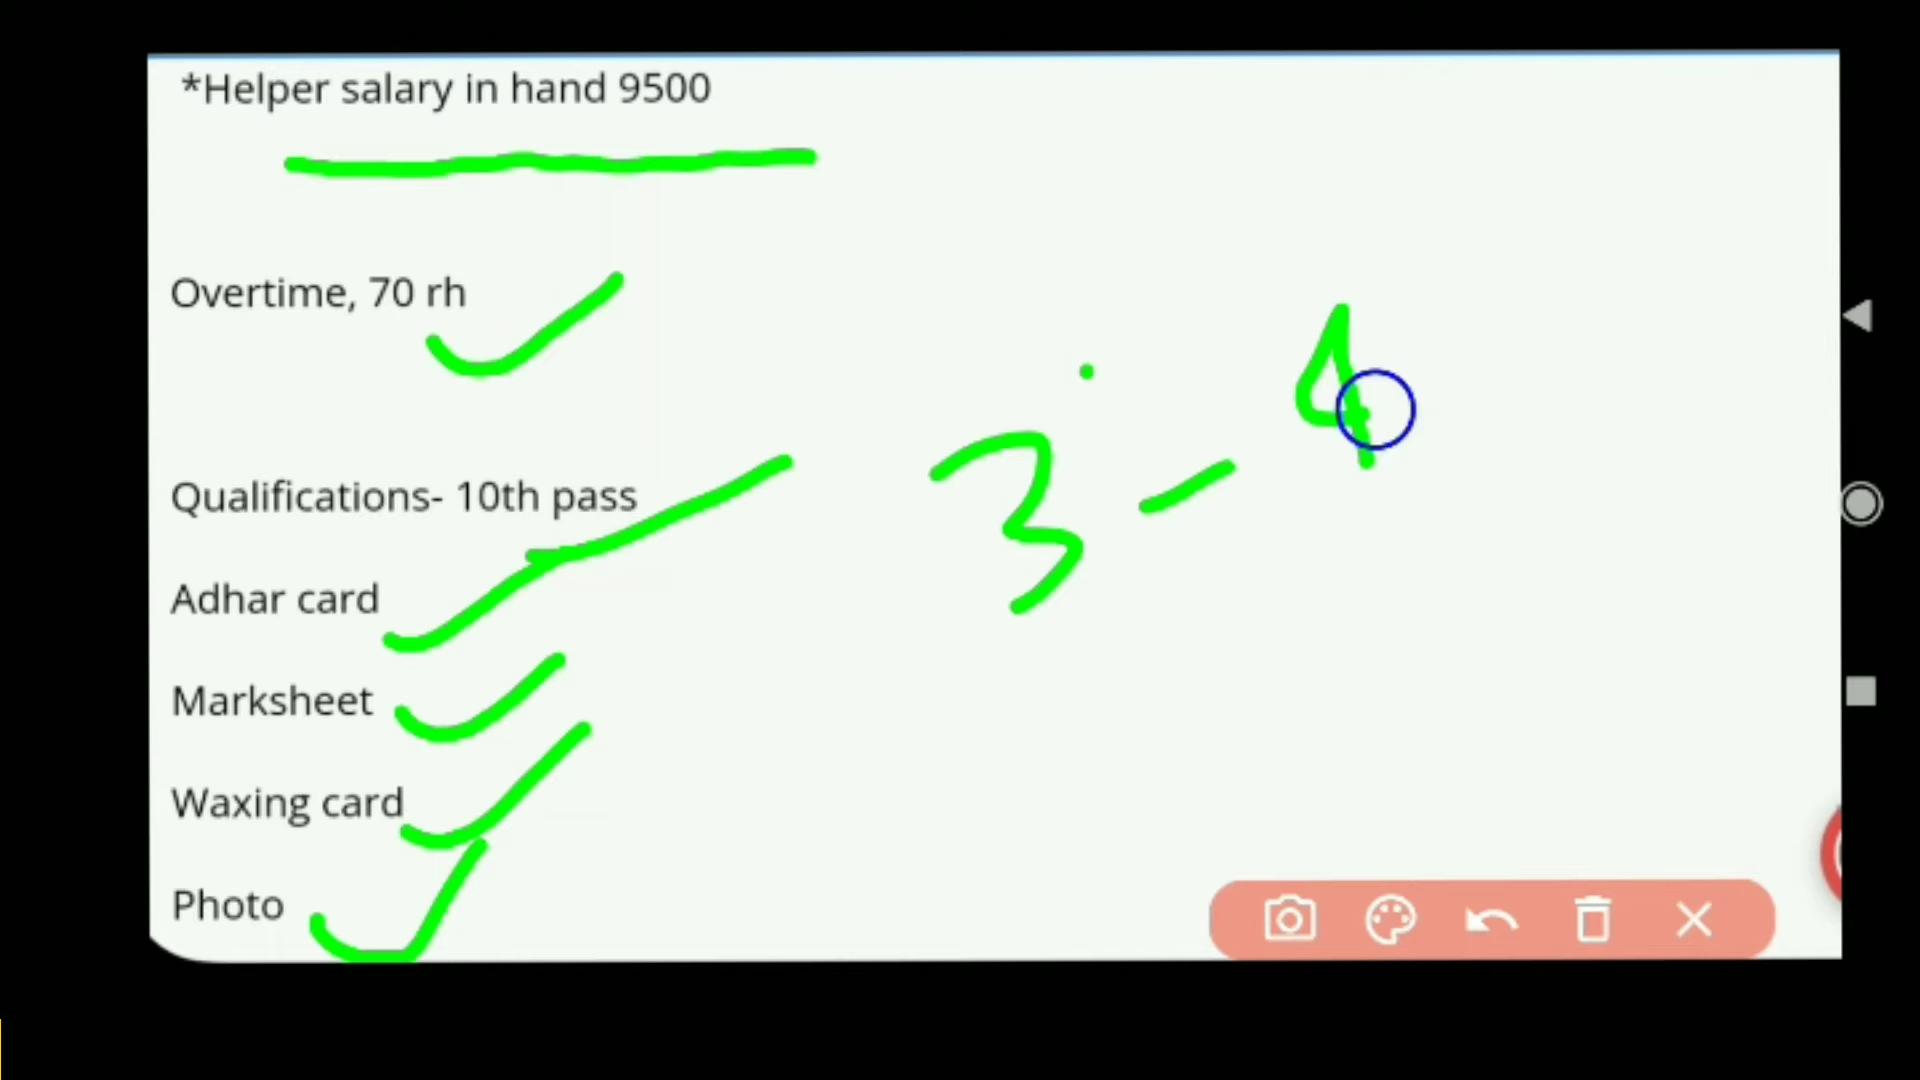 *Helper salary in hand 9500
Overtime, 70 rh
Qualifications- 10th pass
3 - 4
Adhar card
Marksheet
Waxing card
Photo